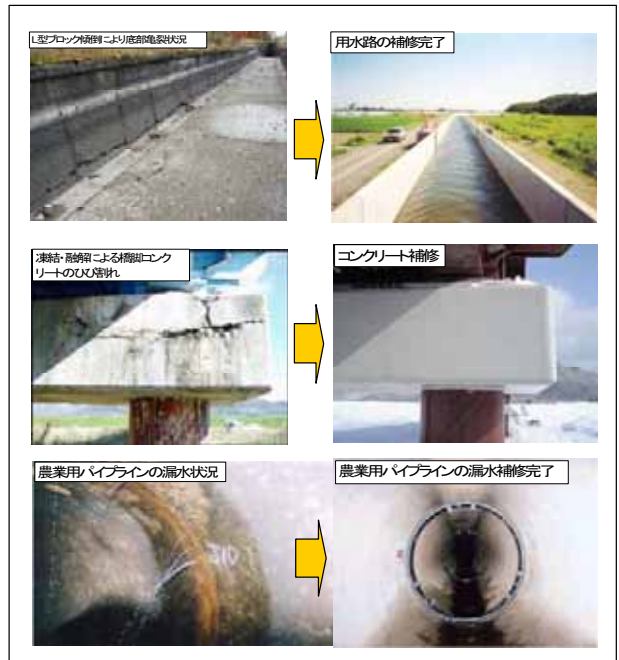 L型ブロック傾倒により底部亀裂状況
用水路の補修完了
凍結・融解による橋脚コンク
リートのひび割れ
コンクリート補修
農業用パイプラインの漏水状況
310
農業用パイプラインの漏水補修完了